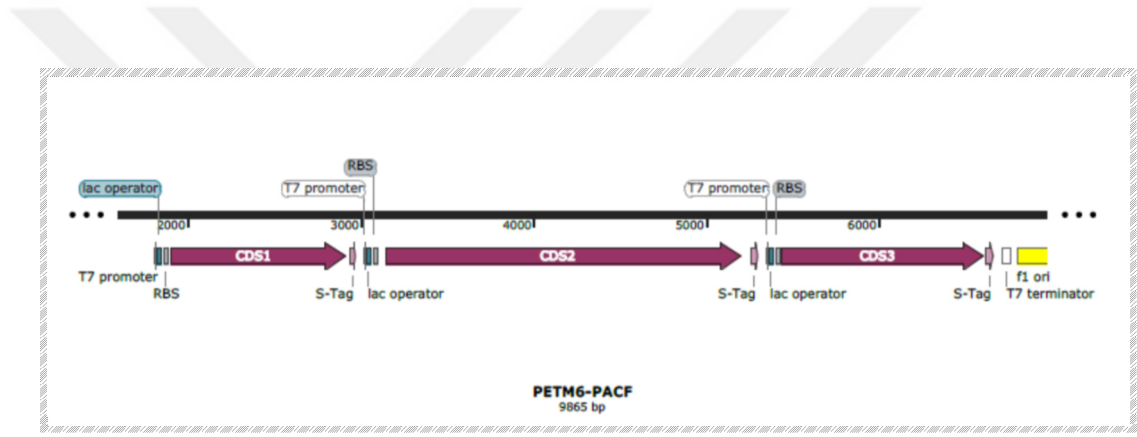 RBS
lac operator T7 promoter T7 promoter RBS
2000 3000 4000 5000 6000
CDS1 CDS2 CDS3
T7 promoter f1 ori
RBS S-Tag lac operator S-Tag lac operator S-Tag T7 terminator
PETM6-PACF
9865 bp